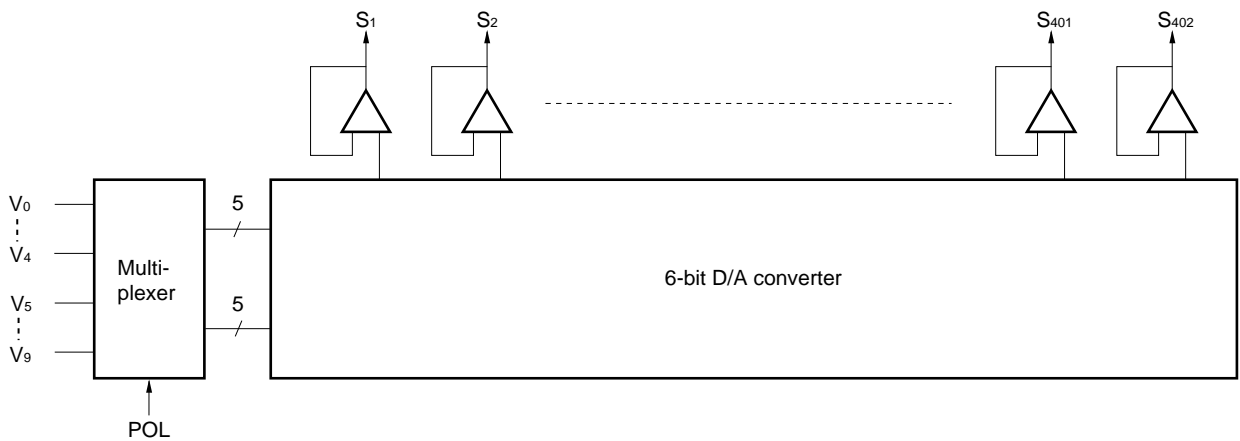 S1 S2 S401 S402
V0
V4
V5
V9
Multi-
plexer
5
5
6-bit D/A converter
POL